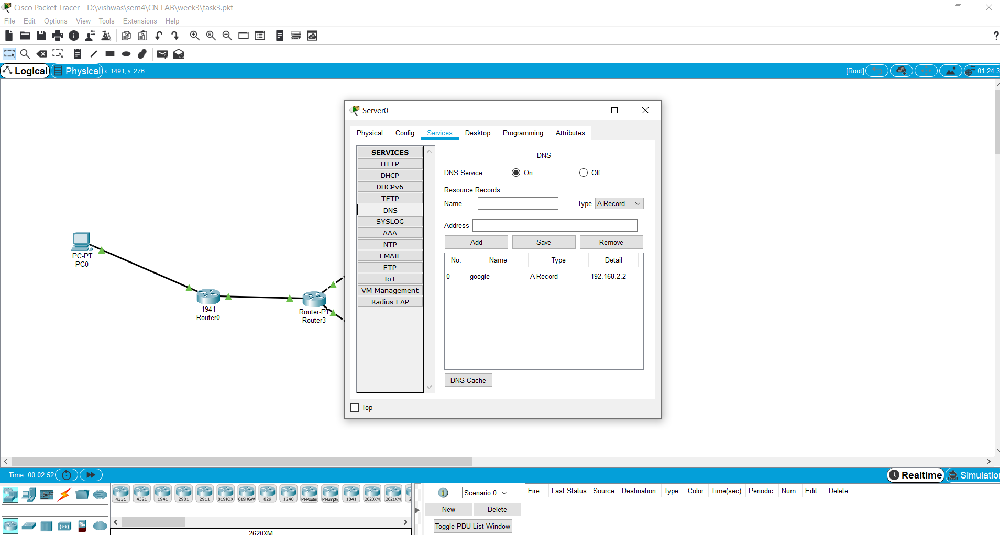 Cisco Packet Tracer - D:\vishwas\sem4\CN LAB\week3\task3.pkt
File Edit Options View Tools Extensions Help
?
Logical Physical x: 1491, y: 276 [Root] 01:24:3
Server0
Physical Config Services Desktop Programming Attributes
SERVICES
HTTP
DHCP
DHCPv6
TFTP
DNS
SYSLOG
AAA
NTP
EMAIL
FTP
IoT
VM Management
Radius EAP
DNS
DNS Service On Off
Resource Records
Name Type A Record
Address
Add Save Remove
No. Name Type Detail
0 google A Record 192.168.2.2
DNS Cache
Top
PC-PT
PC0
1941
Router0
Router-PT
Router3
Time: 00:02:52 Realtime Simulation
4331 4321 1941 2901 2911 819IOX 819HGW 829 1240 PT-Router PT-Empty 1841 2620XM 2621XM 2
2620XM
Scenario 0
New Delete
Toggle PDU List Window
Fire Last Status Source Destination Type Color Time(sec) Periodic Num Edit Delete